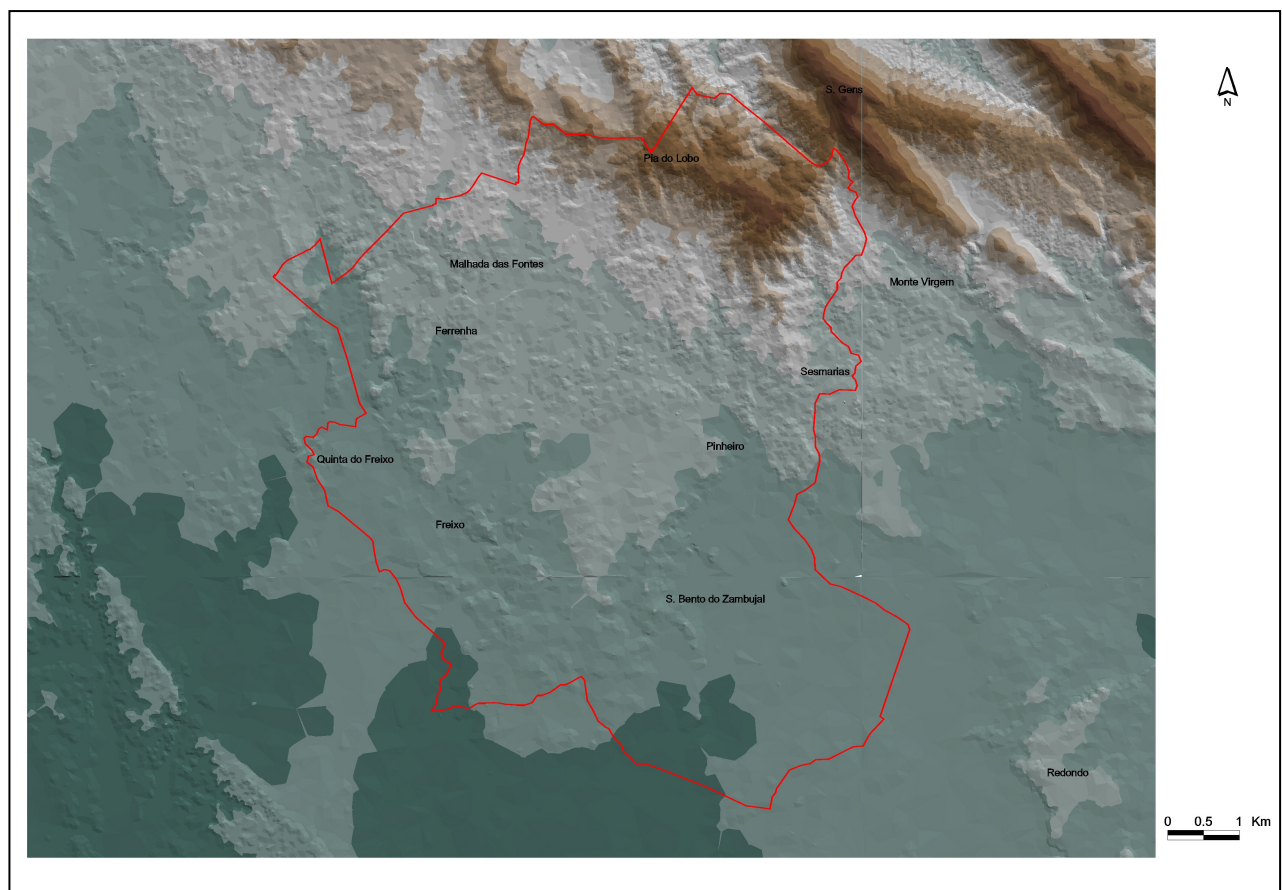 S. Gens
N
Pia do Lobo
Malhada das Fontes
Monte Virgem
Ferrenha
Sesmarias
Pinheiro
Quinta do Freixo
Freixo
S. Bento do Zambujal
Redondo
0 0.5 1 Km